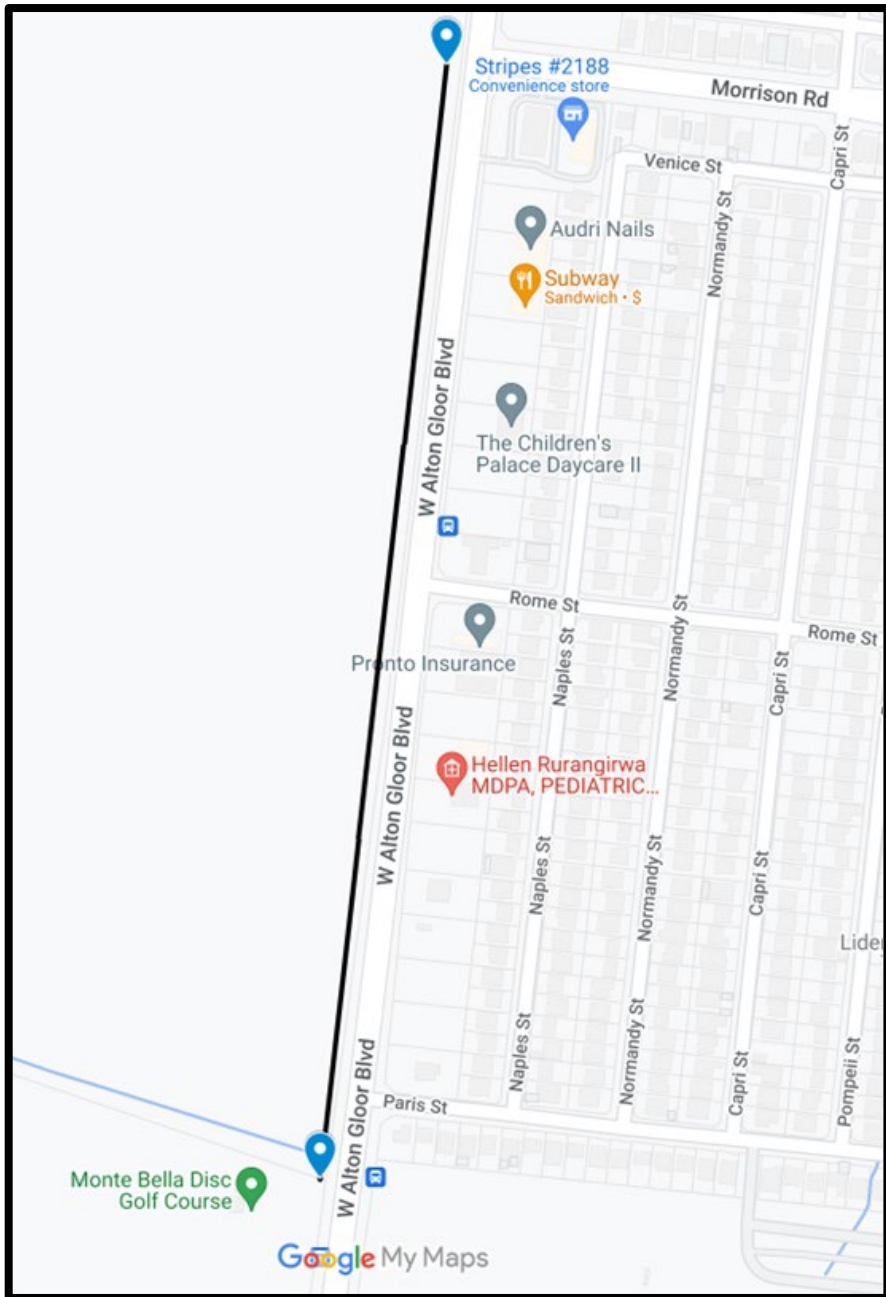 Stripes #2188
Convenience store
Morrison Rd
Capri St
Venice St
Normandy St
Audri Nails
Subway
Sandwich • $
W Alton Gloor Blvd
The Children's
Palace Daycare II
Rome St
Rome St
Naples St
Normandy St
Capri St
Pronto Insurance
W Alton Gloor Blvd
Hellen Rurangirwa
MDPA, PEDIATRIC...
Naples St
Normandy St
Capri St
Naples St
Normandy St
Capri St
Pompeii St
W Alton Gloor Blvd
Paris St
Monte Bella Disc
Golf Course
Google My Maps